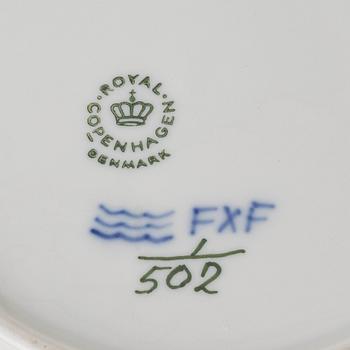 ROYAL
COPENHAGEN
DENMARK
FXF
1
502